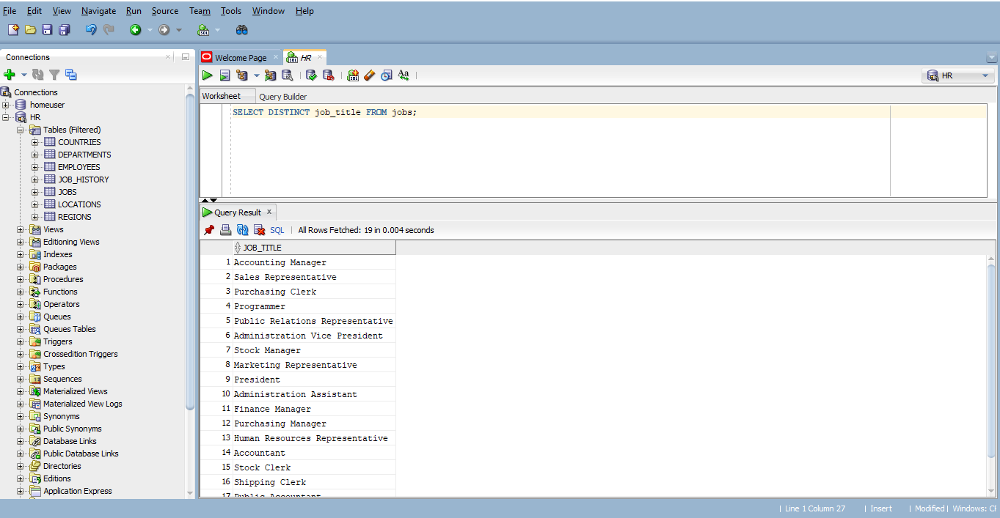 File Edit View Navigate Run Source Team Tools Window Help
Connections
Welcome Page
HR
HR
Connections
homeuser
HR
Tables (Filtered)
COUNTRIES
DEPARTMENTS
EMPLOYEES
JOB_HISTORY
JOBS
LOCATIONS
REGIONS
Views
Editioning Views
Indexes
Packages
Procedures
Functions
Operators
Queues
Queues Tables
Triggers
Crossedition Triggers
Types
Sequences
Materialized Views
Materialized View Logs
Synonyms
Public Synonyms
Database Links
Public Database Links
Directories
Editions
Application Express
Worksheet Query Builder
SELECT DISTINCT job_title FROM jobs;
Query Result
SQL | All Rows Fetched: 19 in 0.004 seconds
JOB_TITLE
1 Accounting Manager
2 Sales Representative
3 Purchasing Clerk
4 Programmer
5 Public Relations Representative
6 Administration Vice President
7 Stock Manager
8 Marketing Representative
9 President
10 Administration Assistant
11 Finance Manager
12 Purchasing Manager
13 Human Resources Representative
14 Accountant
15 Stock Clerk
16 Shipping Clerk
17 Public Accountant
| Line 1 Column 27 | Insert | Modified | Windows: CF